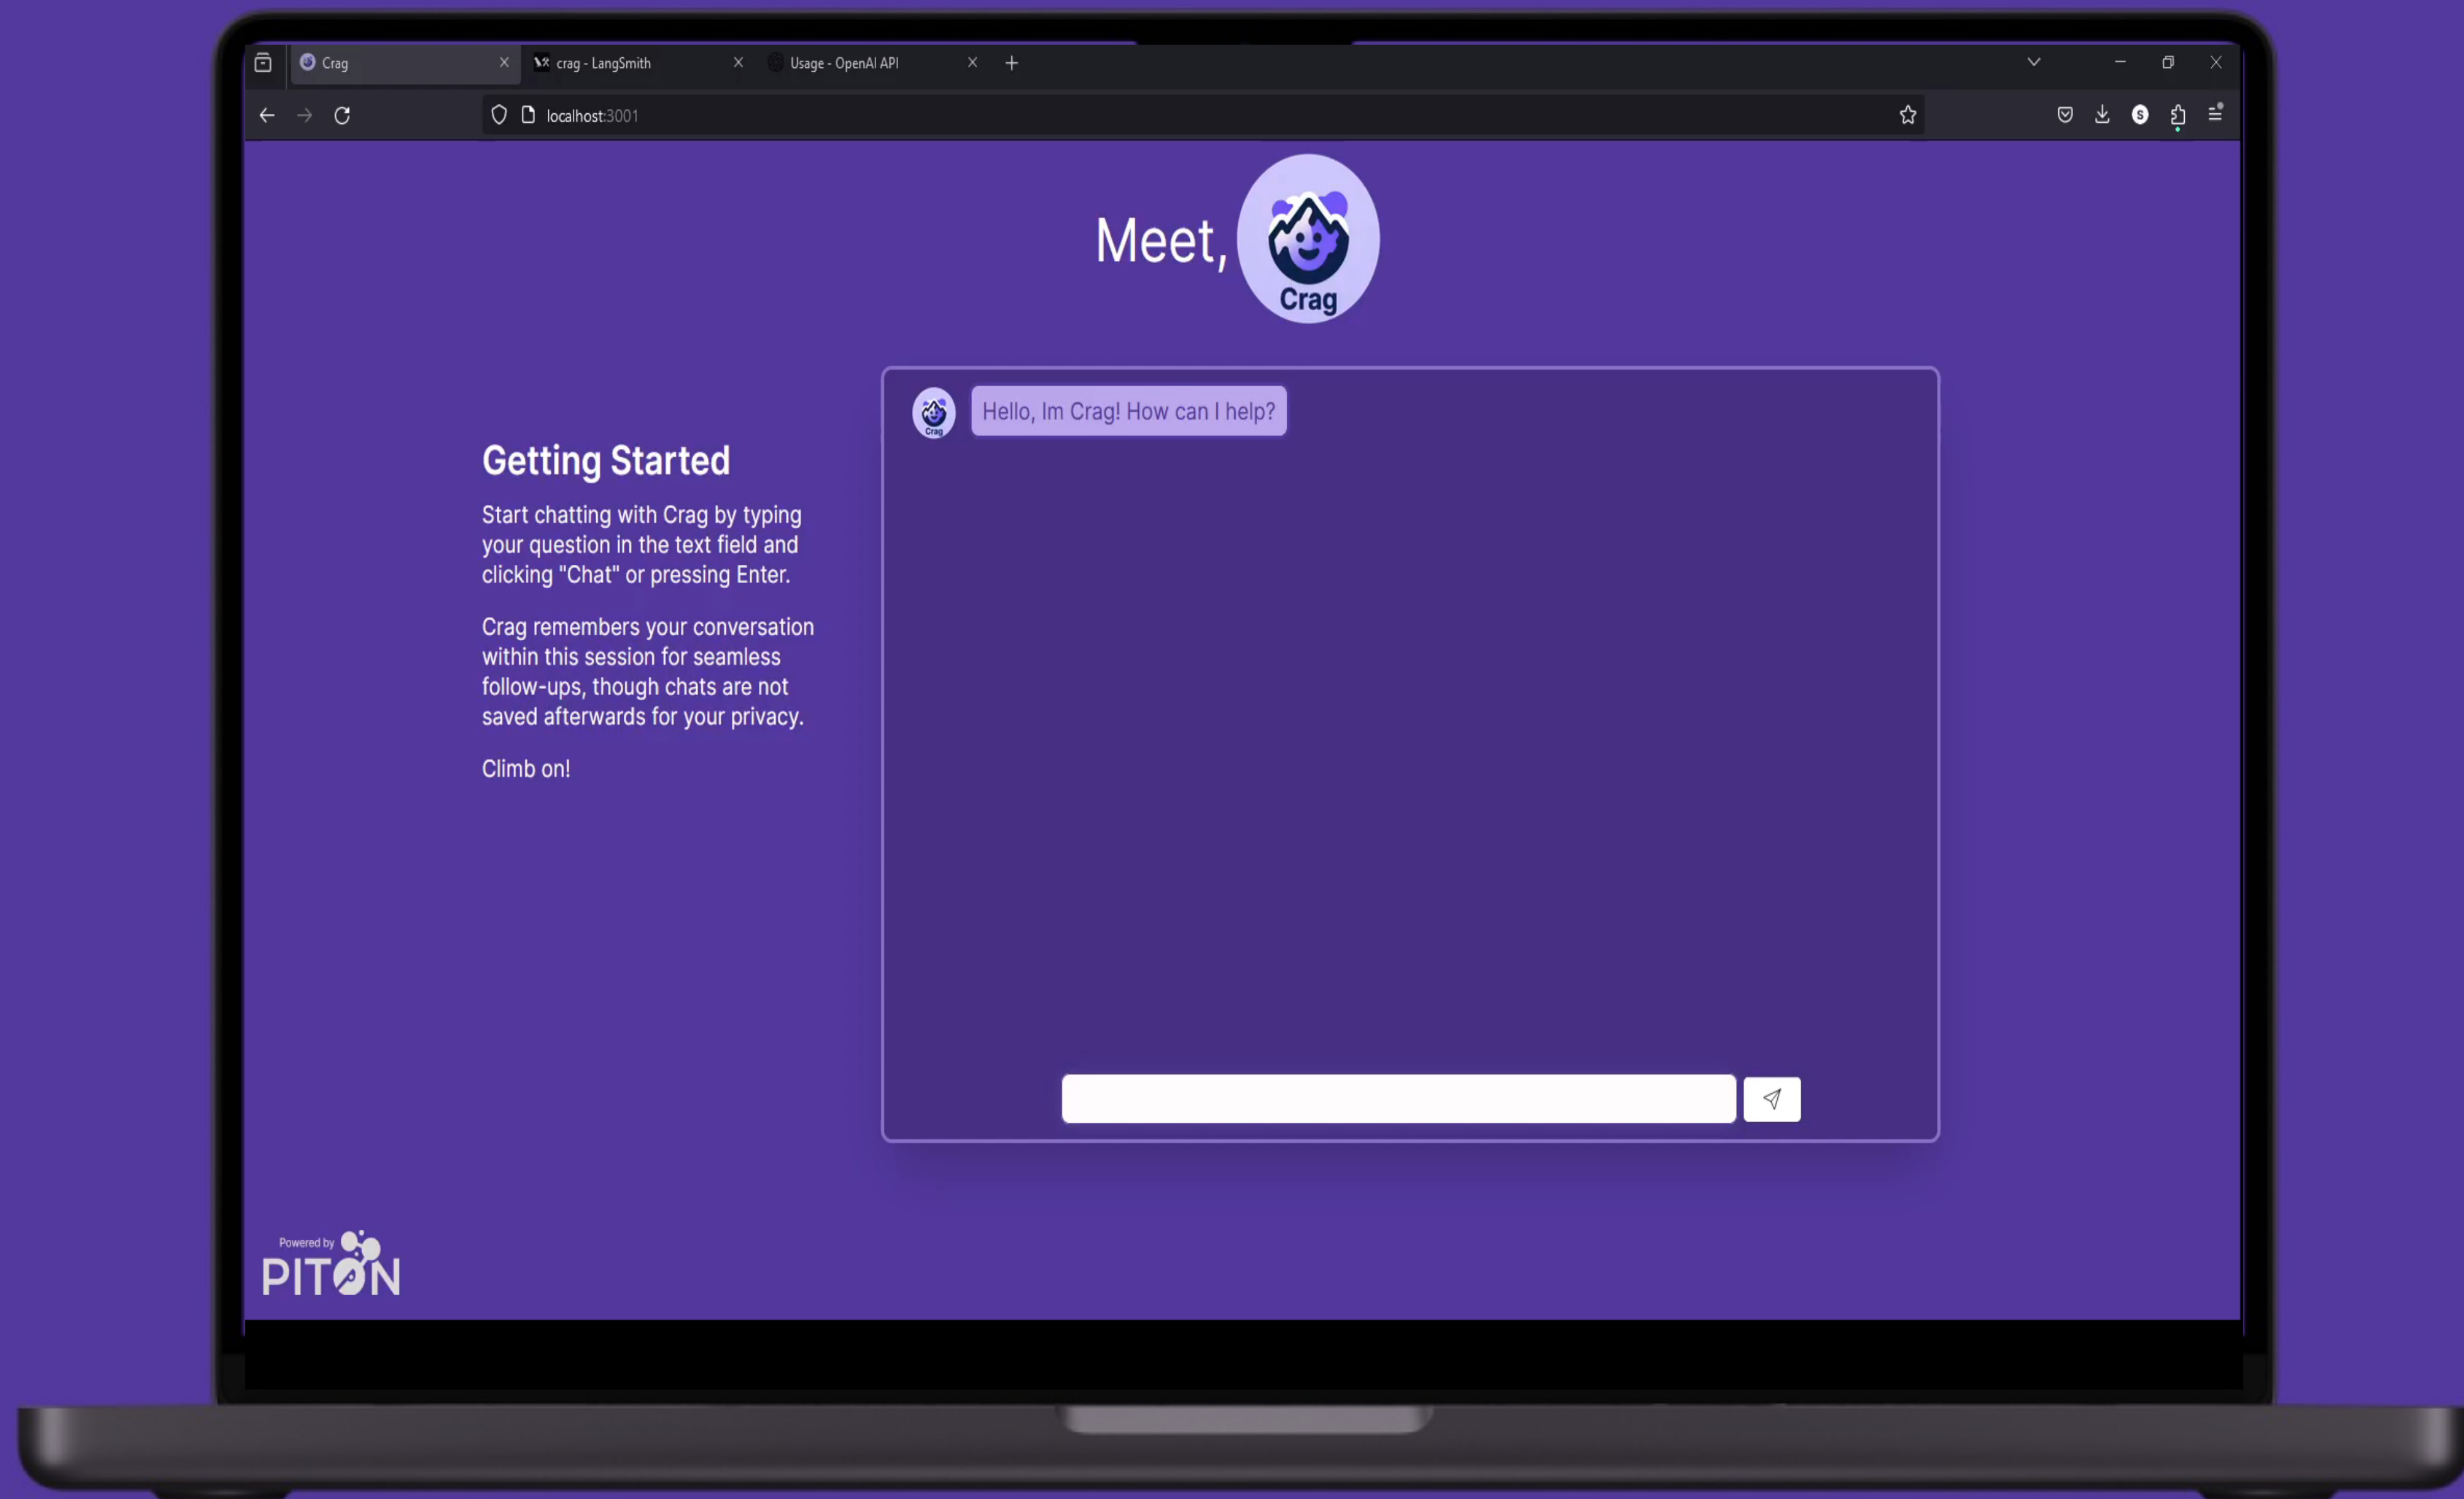 Crag
crag - LangSmith
Usage - OpenAI API
localhost:3001
S
Meet,
Crag
Crag
Hello, Im Crag! How can I help?
Getting Started
Start chatting with Crag by typing
your question in the text field and
clicking "Chat" or pressing Enter.
Crag remembers your conversation
within this session for seamless
follow-ups, though chats are not
saved afterwards for your privacy.
Climb on!
Powered by
PITON